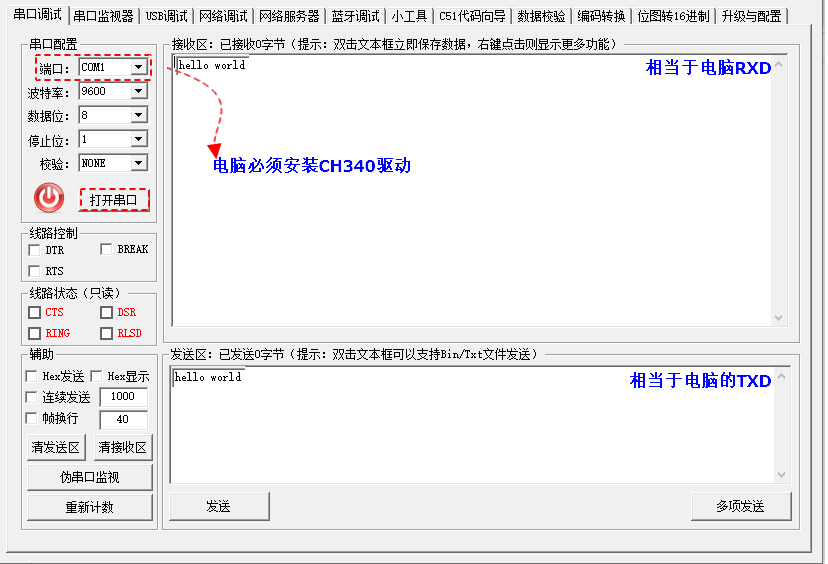 串口调试 串口监视器 USB调试 网络调试 网络服务器 蓝牙调试 小工具 C51代码向导 数据校验 编码转换 位图转16进制 升级与配置
串口配置
端口： COM1
波特率： 9600
数据位： 8
停止位： 1
校验： NONE
打开串口
线路控制
DTR BREAK
RTS
线路状态（只读）
CTS DSR
RING RLSD
辅助
Hex发送 Hex显示
连续发送 1000
帧换行 40
清发送区 清接收区
伪串口监视
重新计数
接收区：已接收0字节（提示：双击文本框立即保存数据，右键点击则显示更多功能）
hello world
相当于电脑RXD
电脑必须安装CH340驱动
发送区：已发送0字节（提示：双击文本框可以支持Bin/Txt文件发送）
hello world
相当于电脑的TXD
发送 多项发送